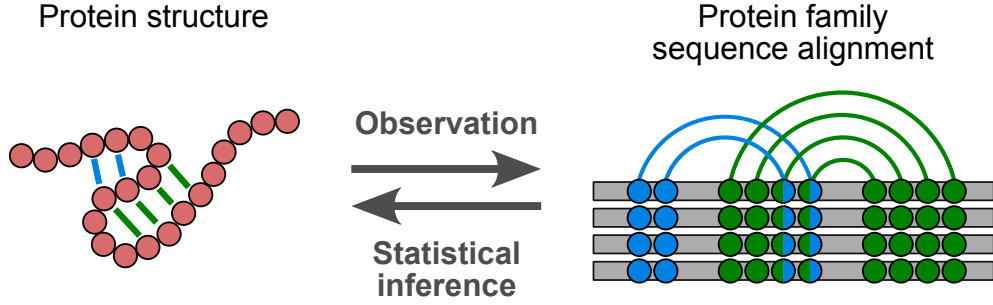 Protein structure
Protein family
sequence alignment
Observation
Statistical
inference